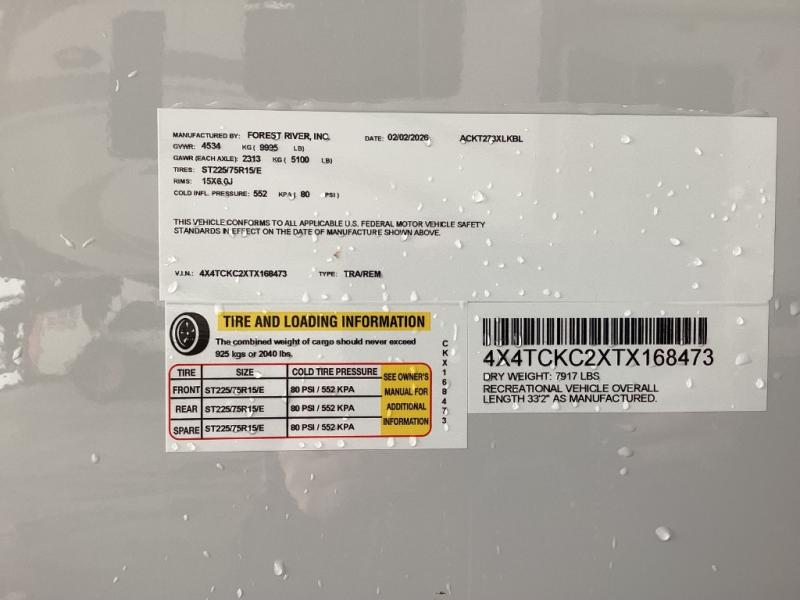 MANUFACTURED BY: FOREST RIVER, INC. DATE: 02/02/2026 ACKT273XLKBL
GVWR: 4534 KG ( 9995 LB)
GAWR (EACH AXLE): 2313 KG ( 5100 LB)
TIRES: ST225/75R15/E
RIMS: 15X6.0J
COLD INFL. PRESSURE: 552 KPA ( 80 PSI )
THIS VEHICLE CONFORMS TO ALL APPLICABLE U.S. FEDERAL MOTOR VEHICLE SAFETY
STANDARDS IN EFFECT ON THE DATE OF MANUFACTURE SHOWN ABOVE.
V.I.N.: 4X4TCKC2XTX168473 TYPE: TRA/REM
TIRE AND LOADING INFORMATION
The combined weight of cargo should never exceed
925 kgs or 2040 lbs.
TIRE SIZE COLD TIRE PRESSURE SEE OWNER'S MANUAL FOR ADDITIONAL INFORMATION
FRONT ST225/75R15/E 80 PSI / 552 KPA
REAR ST225/75R15/E 80 PSI / 552 KPA
SPARE ST225/75R15/E 80 PSI / 552 KPA
CKX168473
4X4TCKC2XTX168473
DRY WEIGHT: 7917 LBS
RECREATIONAL VEHICLE OVERALL
LENGTH 33'2" AS MANUFACTURED.